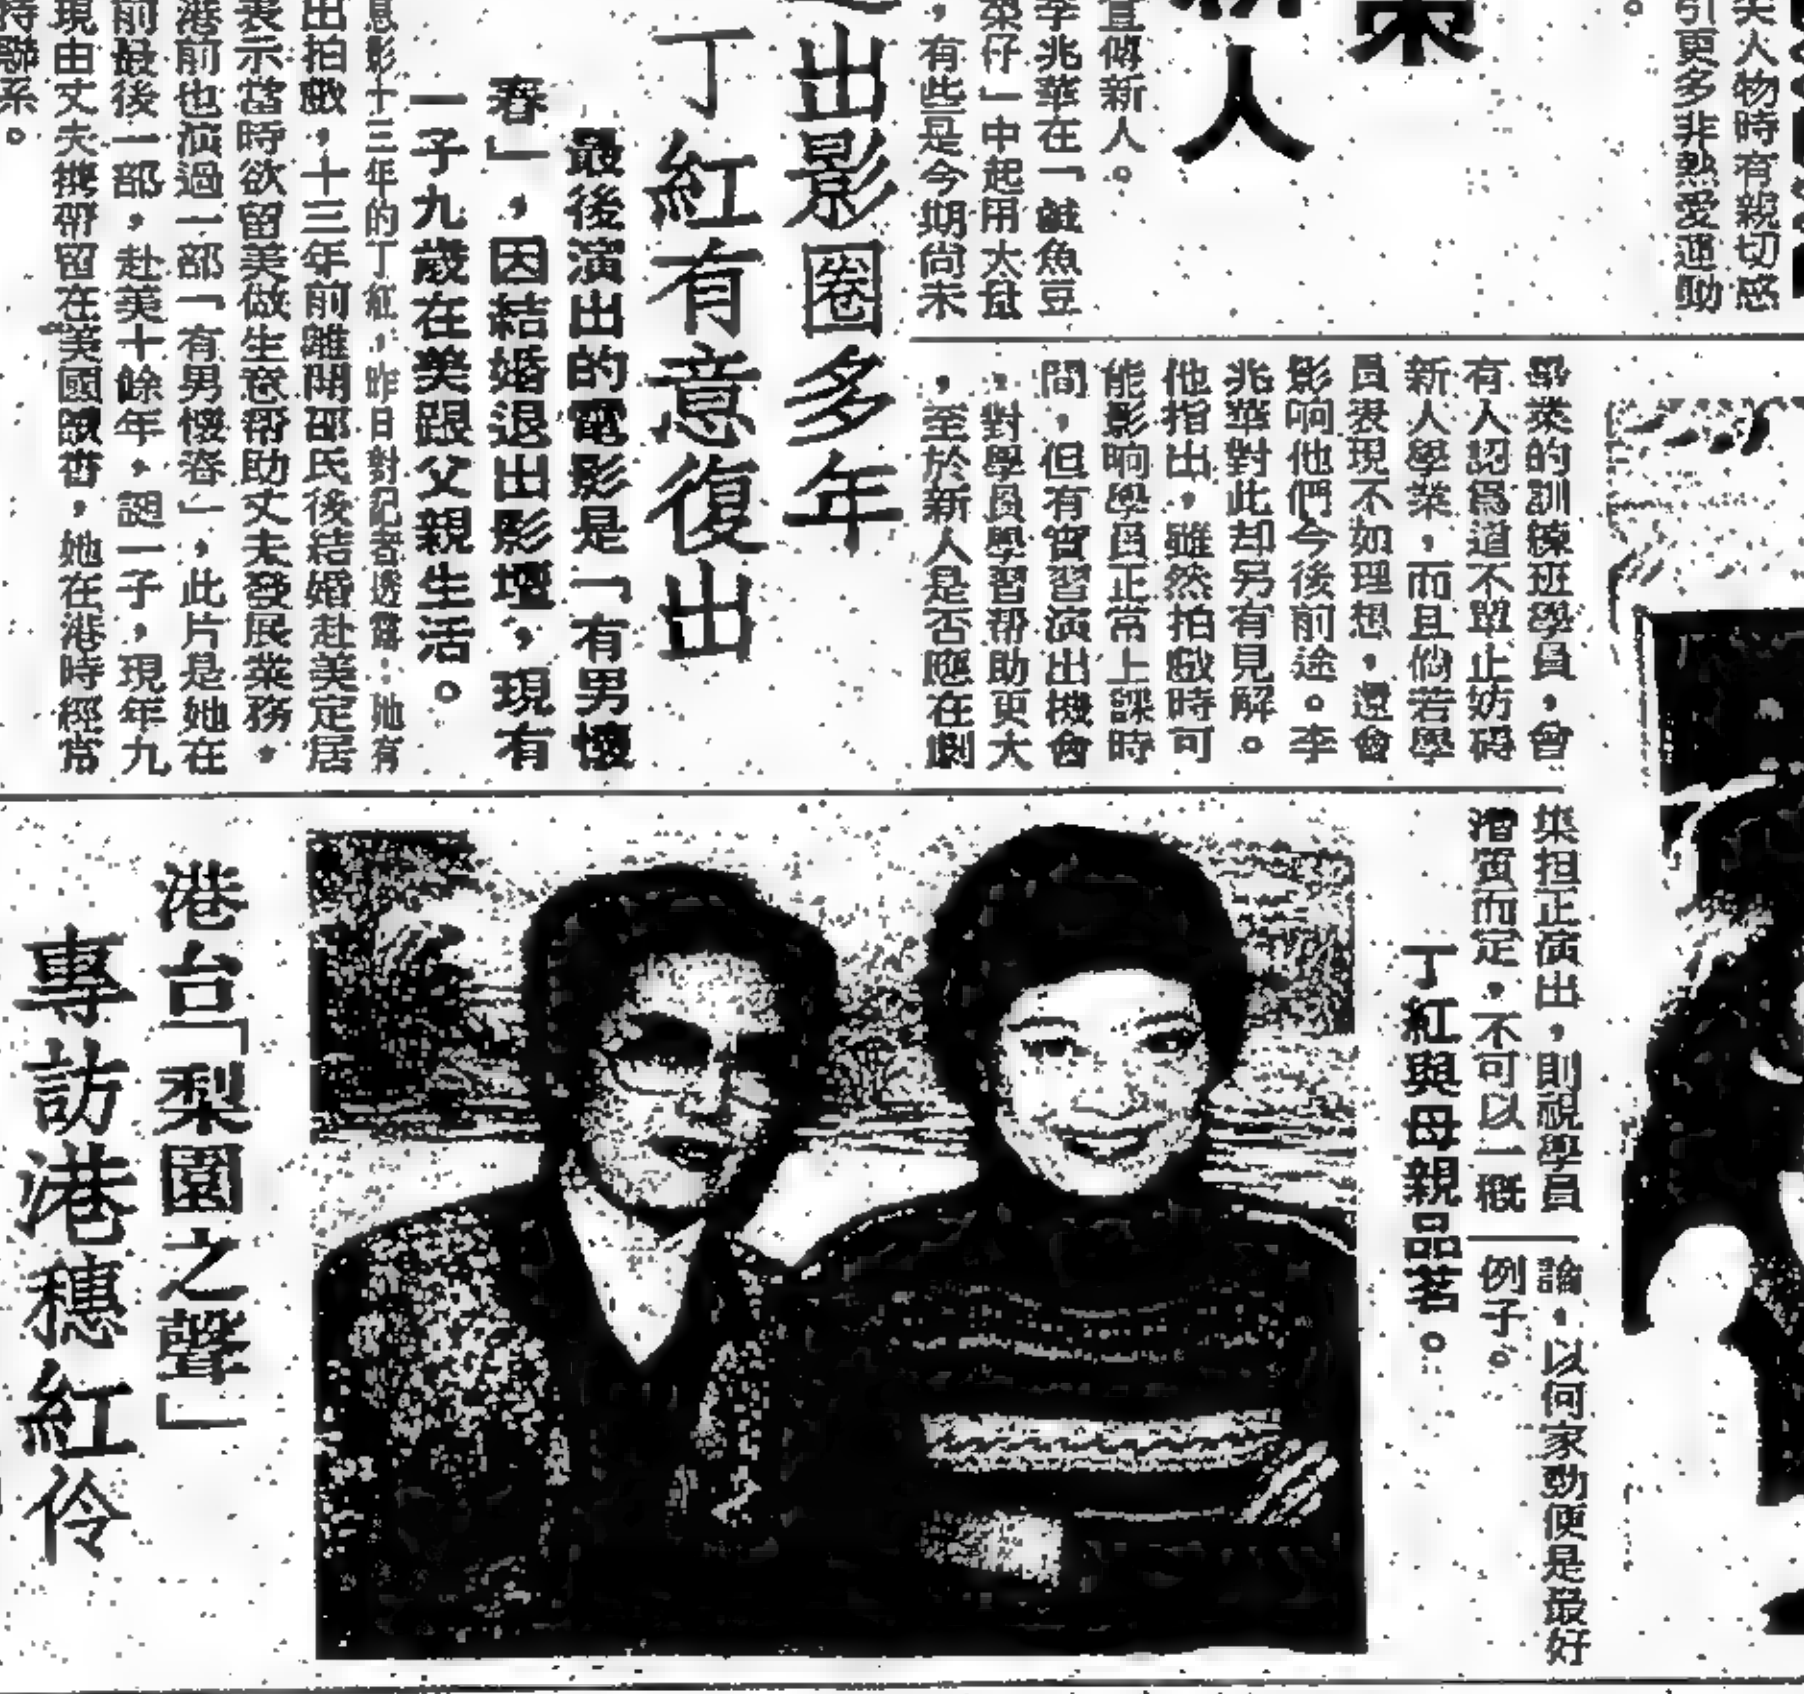 引更多非熱愛運動
人物時有親切感
新人
宣傳新人。
李兆華在「鹹魚豆
梁仔」中起用大量
，有些是今期尚未
畢業的訓練班學員，曾
有人認爲道不單止妨碍
新人學業，而且他若學
員表現不如理想，還會
影响他們今後前途。李
兆華對此却另有見解。
他指出，雖然拍戲時可
能影响學員正常上課時
間，但有實習演出機會
，對學員學習帮助更大
，至於新人是否應在劇
集担正演出，則視學員
潛質而定，不可以一概
論，以何家勁便是最好
例子。
出影圈多年
丁紅有意復出
最後演出的電影是「有男懷
春」，因結婚退出影壇，現有
一子九歲在美跟父親生活。
息影十三年的丁紅，昨日對記者透露：她有
出拍戲，十三年前離開邵氏後結婚赴美定居
表示當時欲留美做生意帮助丈夫發展業務，
港前也演過一部「有男懷春」，此片是她在
前最後一部，赴美十餘年，誕一子，現年九
現由丈夫携帶留在美國讀書，她在港時經常
持聯系。
丁紅與母親品茗。
港台「梨園之聲」
專訪港穗紅伶